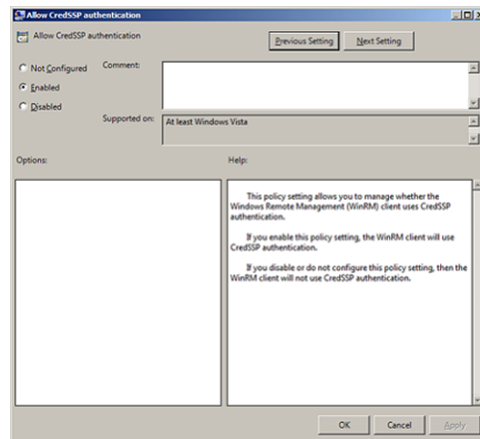 Allow CredSSP authentication
Allow CredSSP authentication
Previous Setting
Next Setting
Not Configured
Comment:
Enabled
Disabled
Supported on:
At least Windows Vista
Options:
Help:
This policy setting allows you to manage whether the
Windows Remote Management (WinRM) client uses CredSSP
authentication.
If you enable this policy setting, the WinRM client will use
CredSSP authentication.
If you disable or do not configure this policy setting, then the
WinRM client will not use CredSSP authentication.
OK
Cancel
Apply